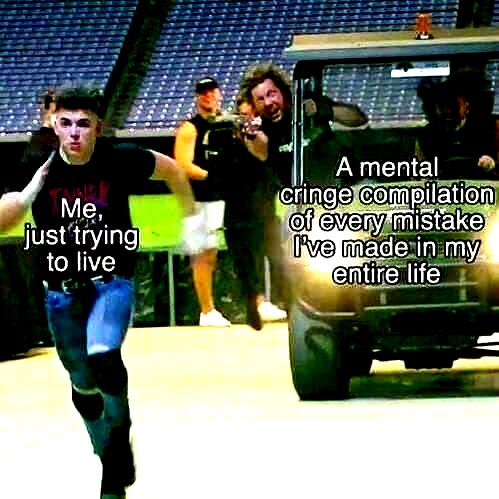 Me,
just trying
to live
A mental
cringe compilation
of every mistake
I've made in my
entire life